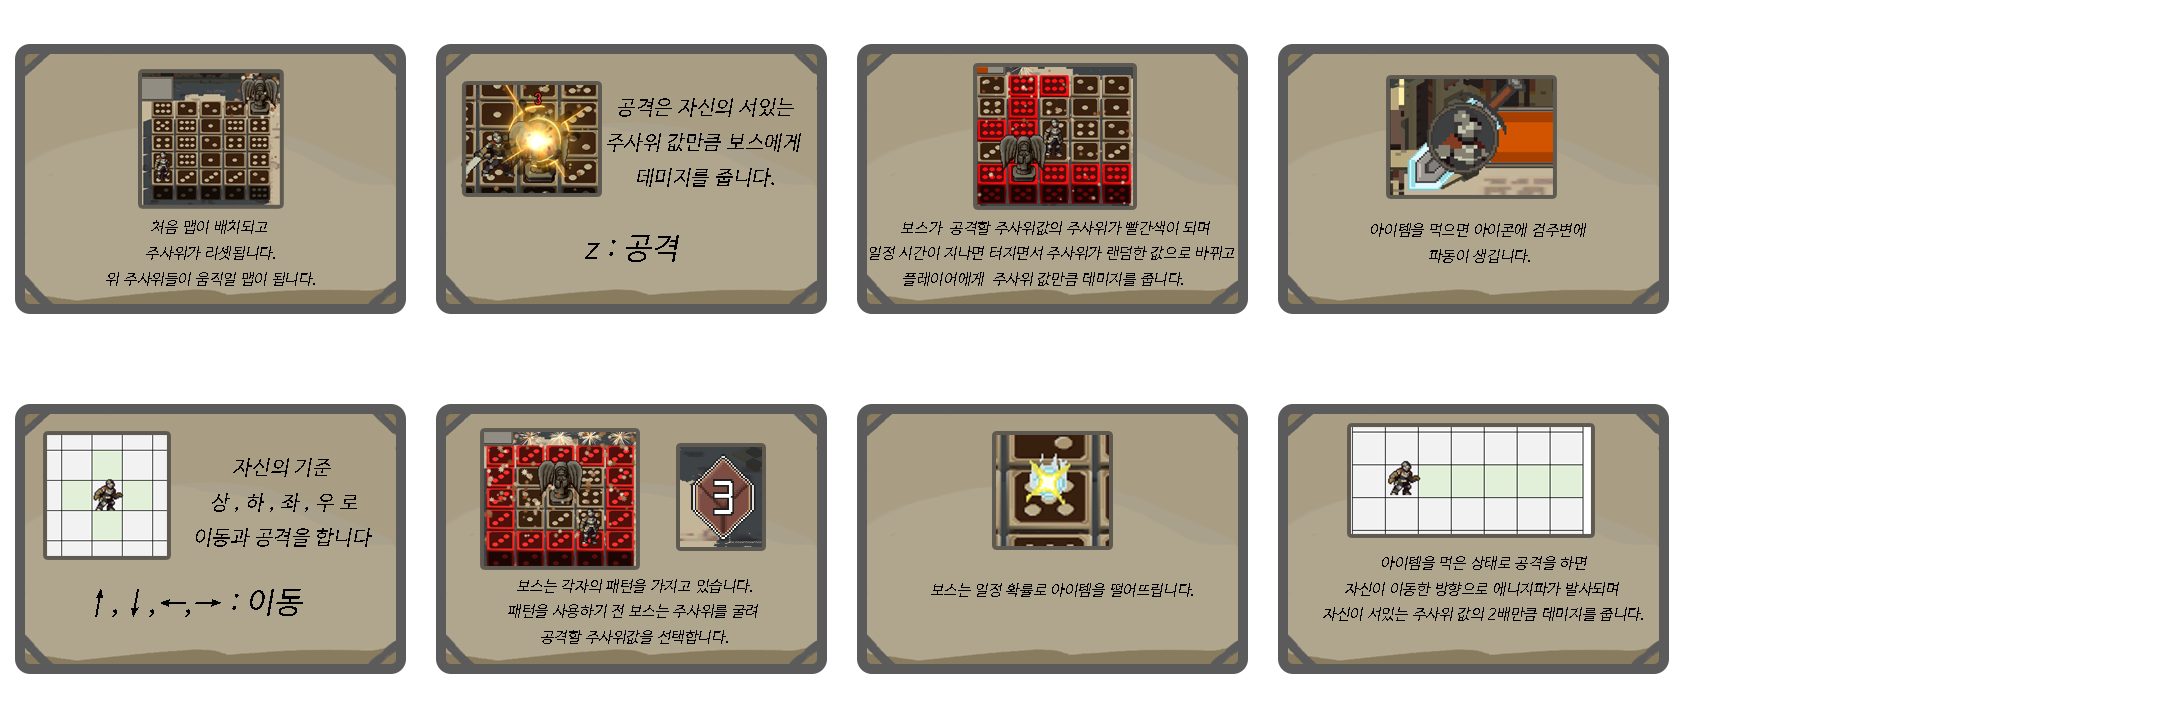 처음 맵이 배치되고
주사위가 리셋됩니다.
위 주사위들이 움직일 맵이 됩니다.
3
공격은 자신의 서있는
주사위 값만큼 보스에게
데미지를 줍니다.
z : 공격
보스가 공격할 주사위값의 주사위가 빨간색이 되며
일정 시간이 지나면 터지면서 주사위가 랜덤한 값으로 바뀌고
플레이어에게 주사위 값만큼 데미지를 줍니다.
아이템을 먹으면 아이콘에 검주변에
파동이 생깁니다.
자신의 기준
상 , 하 , 좌 , 우 로
이동과 공격을 합니다
↑ , ↓ , ←, → : 이동
3
보스는 각자의 패턴을 가지고 있습니다.
패턴을 사용하기 전 보스는 주사위를 굴려
공격할 주사위값을 선택합니다.
보스는 일정 확률로 아이템을 떨어뜨립니다.
아이템을 먹은 상태로 공격을 하면
자신이 이동한 방향으로 에니지파가 발사되며
자신이 서있는 주사위 값의 2배만큼 데미지를 줍니다.